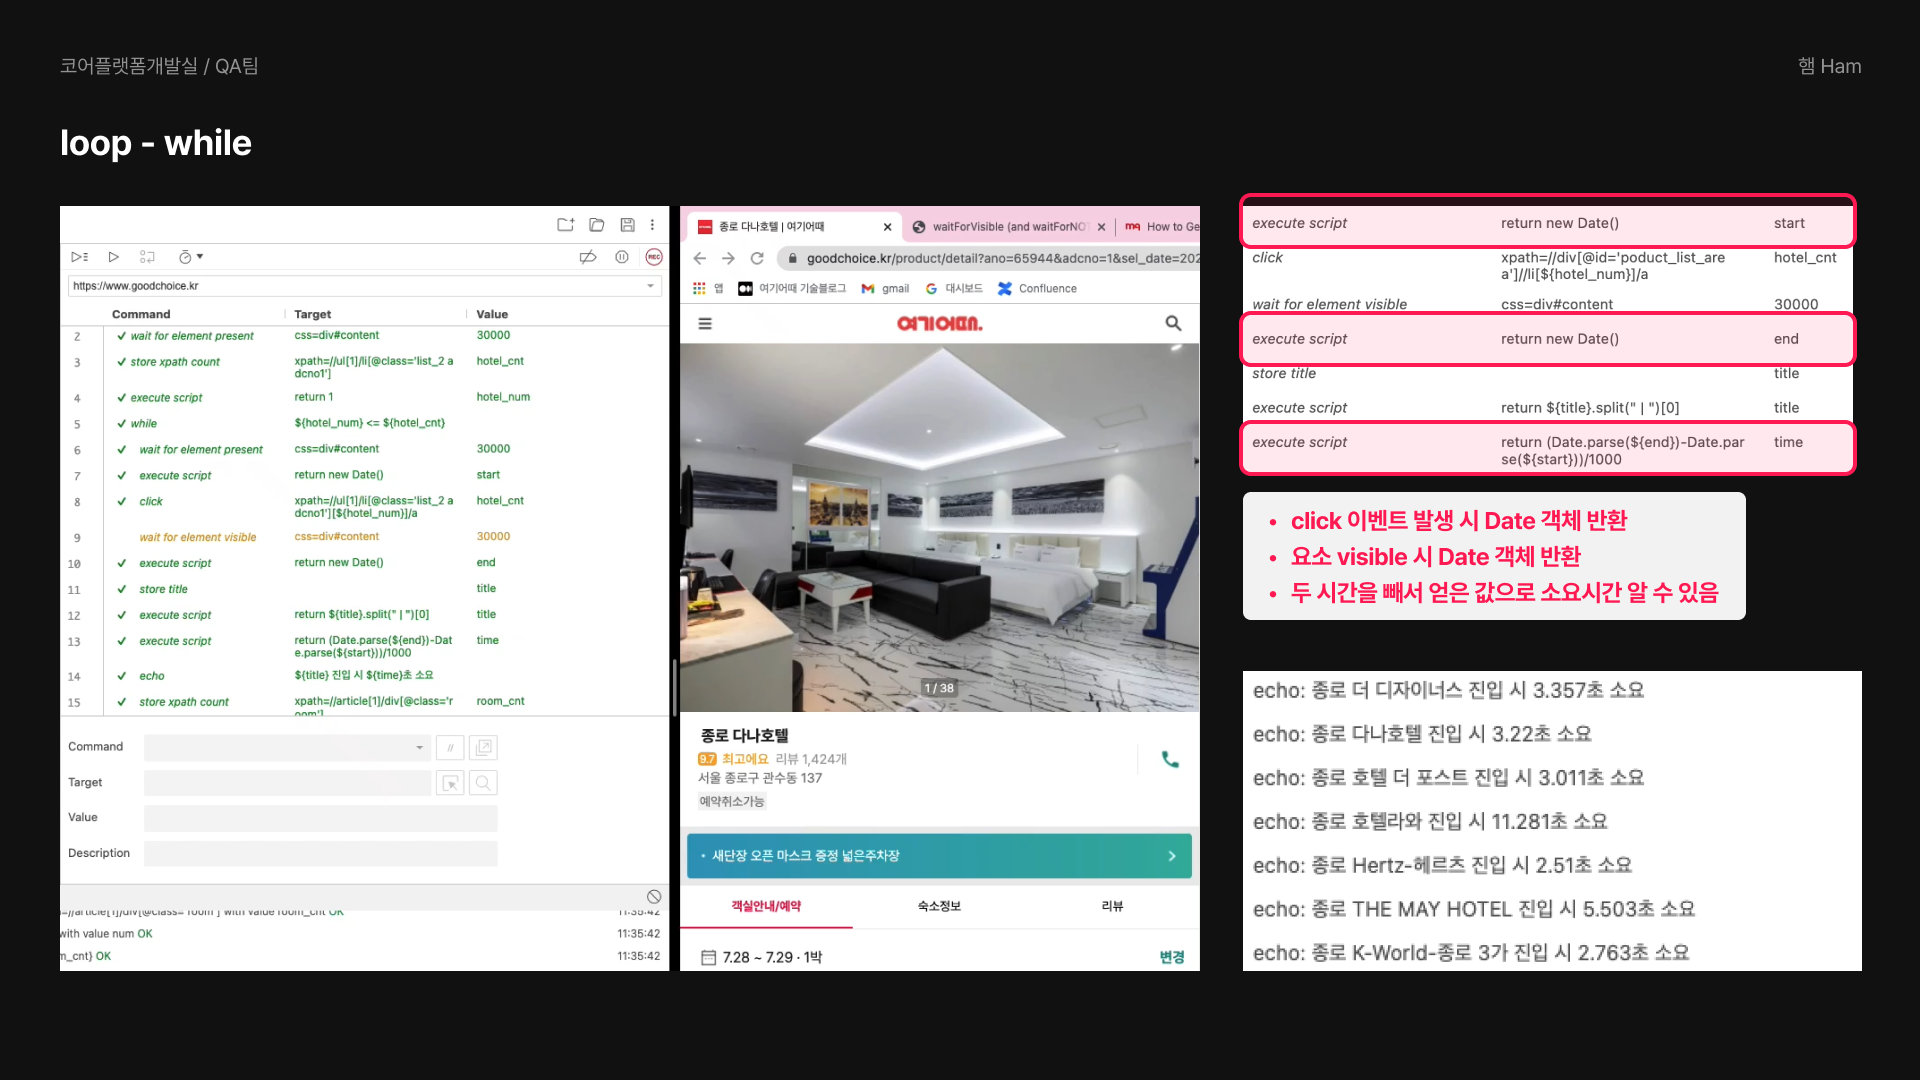 코어플랫폼개발실 / QA팀
햄 Ham
loop - while
https://www.goodchoice.kr
Command Target Value
2 ✓ wait for element present css=div#content 30000
3 ✓ store xpath count xpath=//ul[1]/li[@class='list_2 a hotel_cnt
dcno1']
4 ✓ execute script return 1 hotel_num
5 ✓ while ${hotel_num} <= ${hotel_cnt}
6 ✓ wait for element present css=div#content 30000
7 ✓ execute script return new Date() start
8 ✓ click xpath=//ul[1]/li[@class='list_2 a hotel_cnt
dcno1'][${hotel_num}]/a
9 wait for element visible css=div#content 30000
10 ✓ execute script return new Date() end
11 ✓ store title title
12 ✓ execute script return ${title}.split(" | ")[0] title
13 ✓ execute script return (Date.parse(${end})-Dat time
e.parse(${start}))/1000
14 ✓ echo ${title} 진입 시 ${time}초 소요
15 ✓ store xpath count xpath=//article[1]/div[@class='r room_cnt
oom']
Command //
Target
Value
Description
=//article[1]/div[@class='room'] with value room_cnt OK 11:35:42
with value num OK 11:35:42
m_cnt} OK 11:35:42
REC
종로 다나호텔 | 여기어때
waitForVisible (and waitForNO
How to Ge
goodchoice.kr/product/detail?ano=65944&adcno=1&sel_date=202
앱 여기어때 기술블로그 gmail 대시보드 Confluence
여기어때.
1 / 38
종로 다나호텔
9.7 최고에요 리뷰 1,424개
서울 종로구 관수동 137
예약취소가능
· 새단장 오픈 마스크 증정 넓은주차장
객실안내/예약 숙소정보 리뷰
7.28 ~ 7.29 · 1박 변경
execute script return new Date() start
click xpath=//div[@id='poduct_list_are hotel_cnt
a']//li[${hotel_num}]/a
wait for element visible css=div#content 30000
execute script return new Date() end
store title title
execute script return ${title}.split(" | ")[0] title
execute script return (Date.parse(${end})-Date.par time
se(${start}))/1000
• click 이벤트 발생 시 Date 객체 반환
• 요소 visible 시 Date 객체 반환
• 두 시간을 빼서 얻은 값으로 소요시간 알 수 있음
echo: 종로 더 디자이너스 진입 시 3.357초 소요
echo: 종로 다나호텔 진입 시 3.22초 소요
echo: 종로 호텔 더 포스트 진입 시 3.011초 소요
echo: 종로 호텔라와 진입 시 11.281초 소요
echo: 종로 Hertz-헤르츠 진입 시 2.51초 소요
echo: 종로 THE MAY HOTEL 진입 시 5.503초 소요
echo: 종로 K-World-종로 3가 진입 시 2.763초 소요